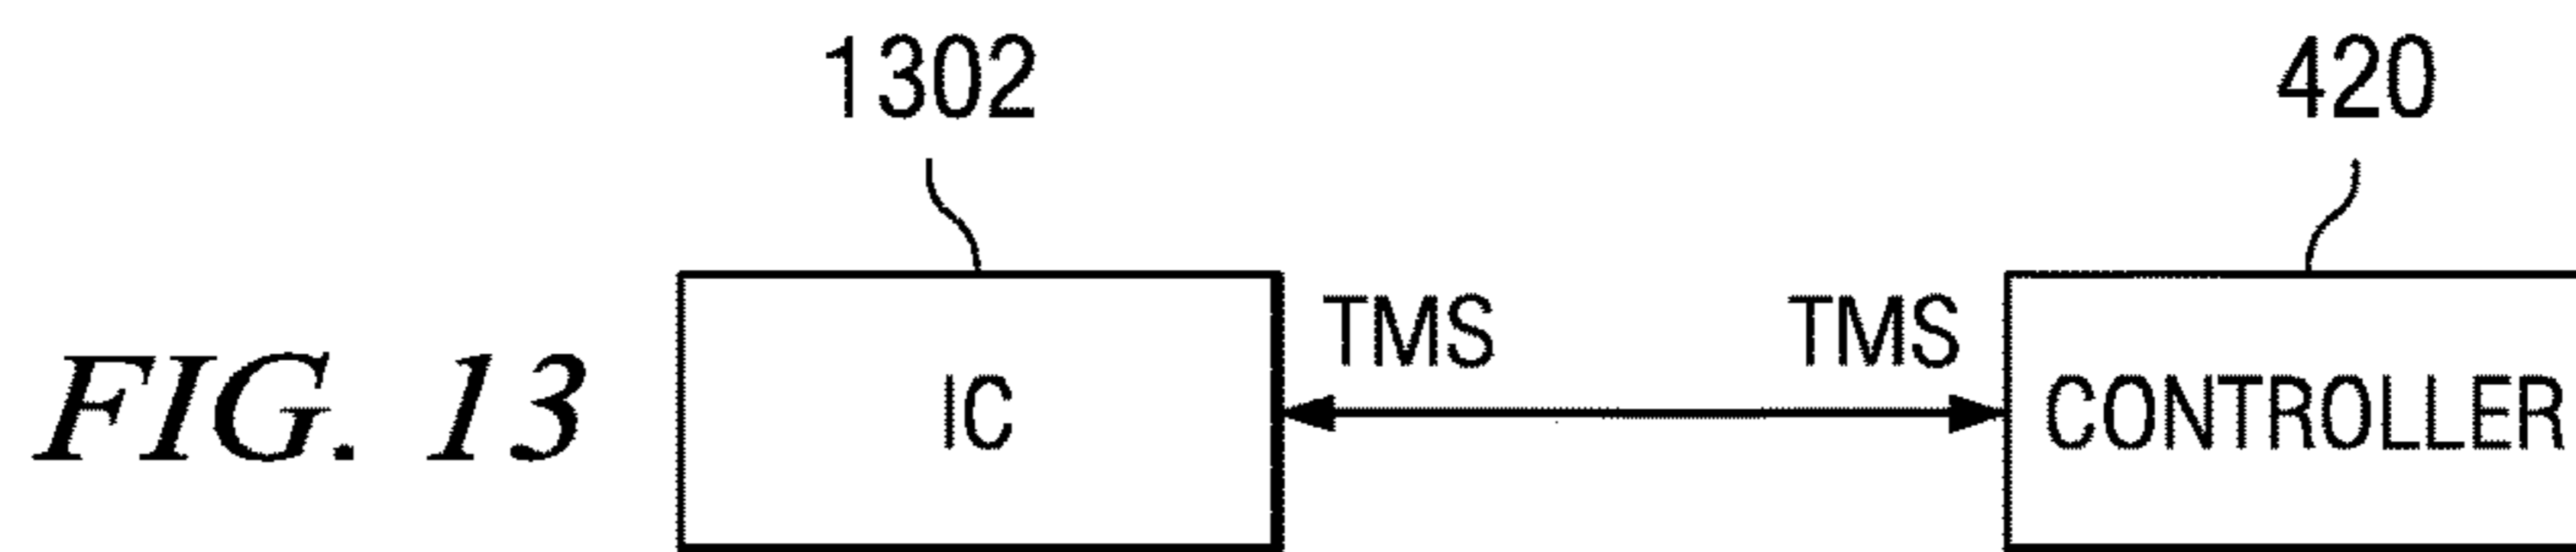 1302
420
TMS
TMS
FIG. 13
IC
CONTROLLER